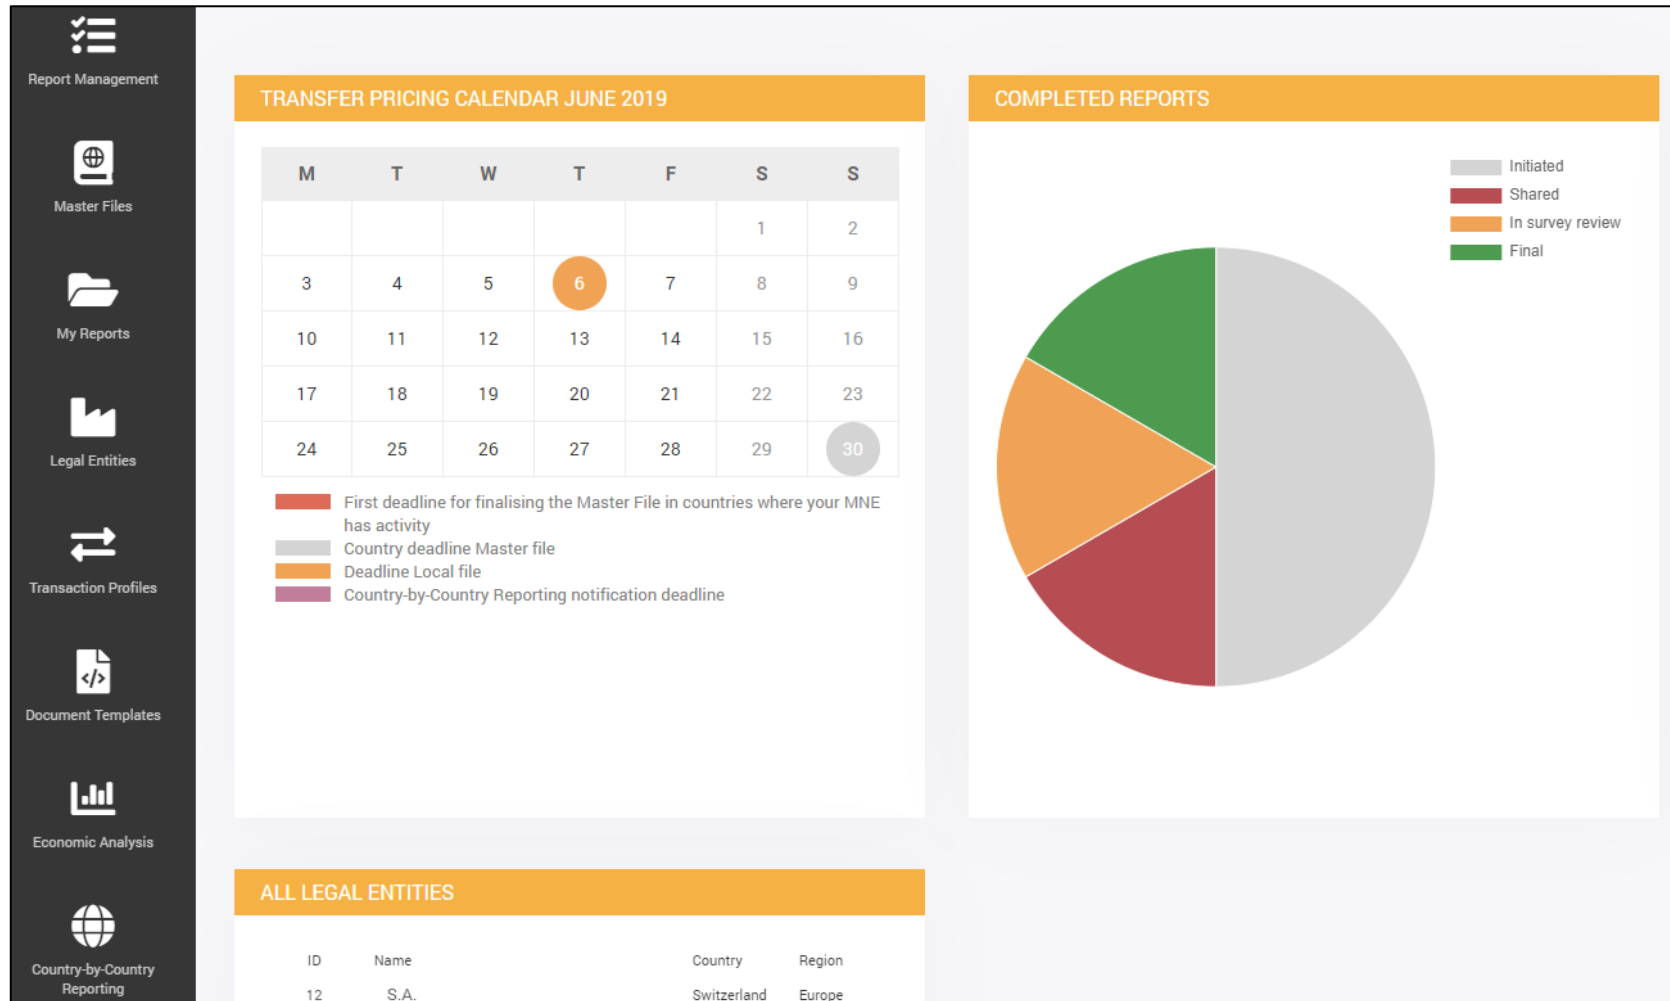 Report Management
Master Files
My Reports
Legal Entities
Transaction Profiles
Document Templates
Economic Analysis
Country-by-Country
Reporting
TRANSFER PRICING CALENDAR JUNE 2019
M T W T F S S
1 2
3 4 5 6 7 8 9
10 11 12 13 14 15 16
17 18 19 20 21 22 23
24 25 26 27 28 29 30
First deadline for finalising the Master File in countries where your MNE
has activity
Country deadline Master file
Deadline Local file
Country-by-Country Reporting notification deadline
COMPLETED REPORTS
Initiated
Shared
In survey review
Final
ALL LEGAL ENTITIES
ID Name Country Region
12 S.A. Switzerland Europe